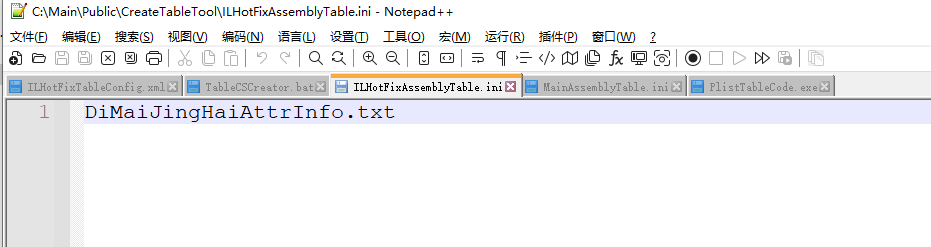 C:\Main\Public\CreateTableTool\ILHotFixAssemblyTable.ini - Notepad++
文件(F) 编辑(E) 搜索(S) 视图(V) 编码(N) 语言(L) 设置(T) 工具(O) 宏(M) 运行(R) 插件(P) 窗口(W) ?
ILHotFixTableConfig.xml TableCSCreator.bat ILHotFixAssemblyTable.ini MainAssembly.ini PlistTableCode.exe
1 DiMaiJingHaiAttrInfo.txt